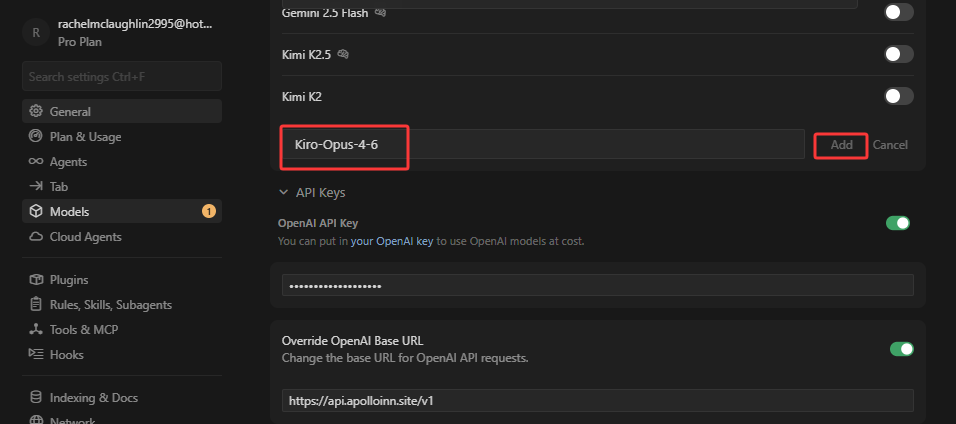 R
rachelmclaughlin2995@hot...
Pro Plan
Search settings Ctrl+F
General
Plan & Usage
Agents
Tab
Models
1
Cloud Agents
Plugins
Rules, Skills, Subagents
Tools & MCP
Hooks
Indexing & Docs
Network
Gemini 2.5 Flash
Kimi K2.5
Kimi K2
Kiro-Opus-4-6
Add
Cancel
API Keys
OpenAI API Key
You can put in your OpenAI key to use OpenAI models at cost.
•••••••••••••••••••
Override OpenAI Base URL
Change the base URL for OpenAI API requests.
https://api.apolloinn.site/v1